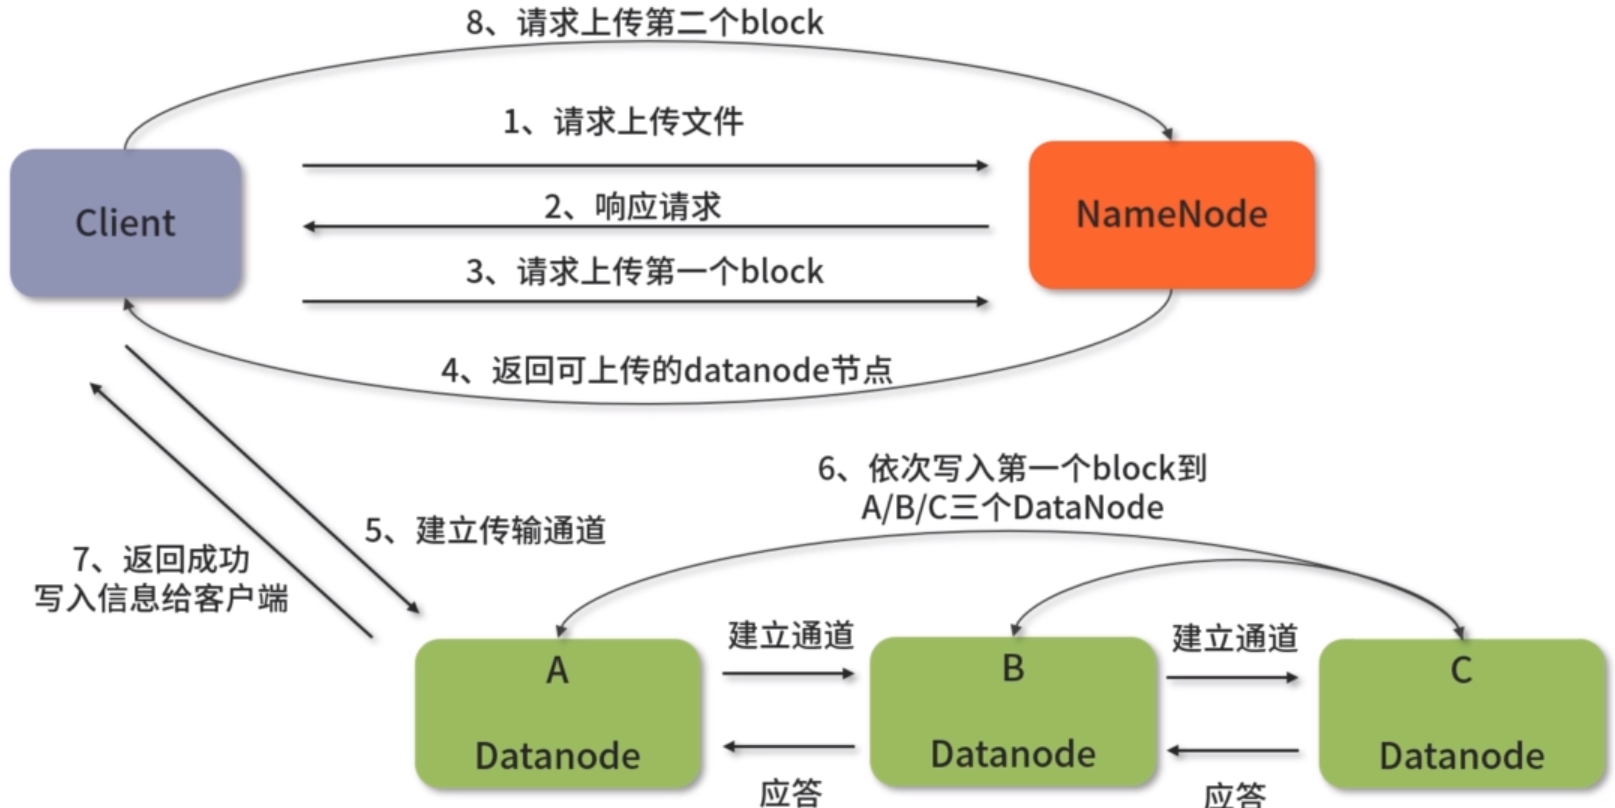 8、请求上传第二个block
1、请求上传文件
Client
2、响应请求
NameNode
3、请求上传第一个block
4、返回可上传的datanode节点
6、依次写入第一个block到
A/B/C三个DataNode
5、建立传输通道
7、返回成功
写入信息给客户端
建立通道
建立通道
A
B
C
Datanode
Datanode
Datanode
应答
应答